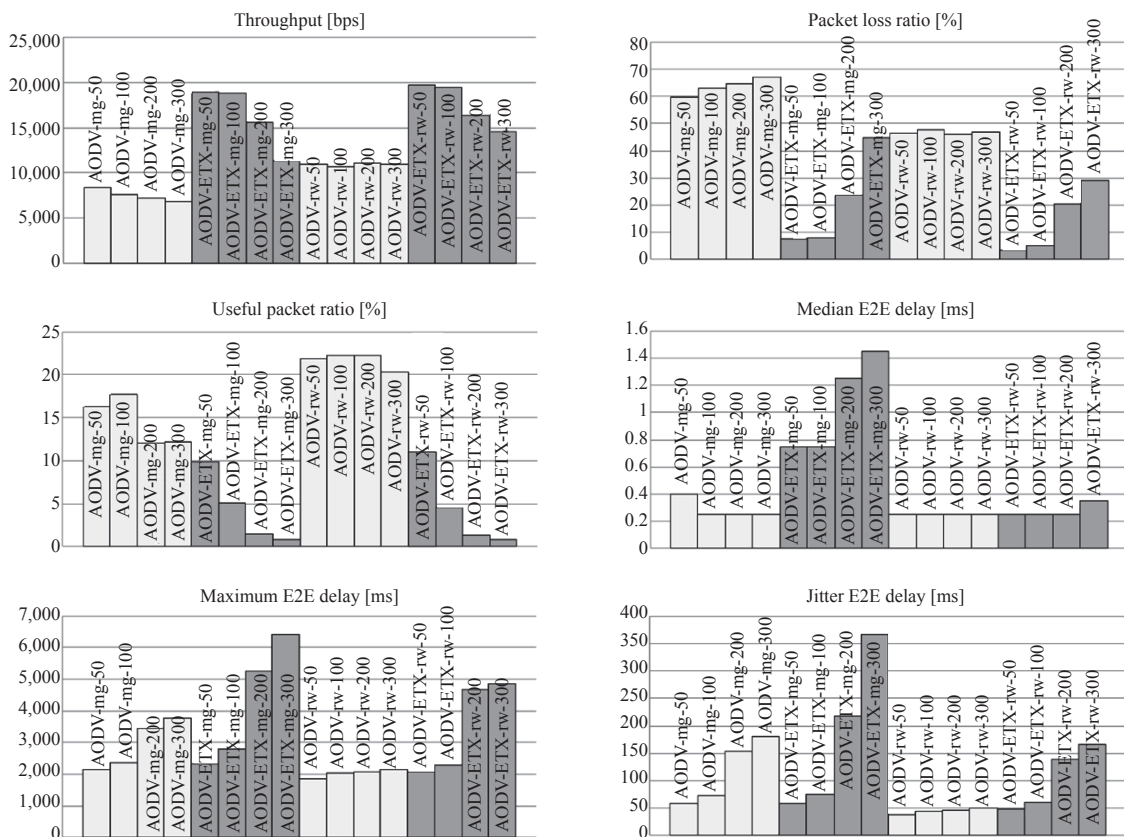 Throughput [bps]
25,000
20,000
15,000
10,000
5,000
0
AODV-mg-50
AODV-mg-100
AODV-mg-200
AODV-mg-300
AODV-ETX-mg-50
AODV-ETX-mg-100
AODV-ETX-mg-200
AODV-ETX-mg-300
AODV-rw-50
AODV-rw-100
AODV-rw-200
AODV-rw-300
AODV-ETX-rw-50
AODV-ETX-rw-100
AODV-ETX-rw-200
AODV-ETX-rw-300
Packet loss ratio [%]
80
70
60
50
40
30
20
10
0
AODV-mg-50
AODV-mg-100
AODV-mg-200
AODV-mg-300
AODV-ETX-mg-50
AODV-ETX-mg-100
AODV-ETX-mg-200
AODV-ETX-mg-300
AODV-rw-50
AODV-rw-100
AODV-rw-200
AODV-rw-300
AODV-ETX-rw-50
AODV-ETX-rw-100
AODV-ETX-rw-200
AODV-ETX-rw-300
Useful packet ratio [%]
25
20
15
10
5
0
AODV-mg-50
AODV-mg-100
AODV-mg-200
AODV-mg-300
AODV-ETX-mg-50
AODV-ETX-mg-100
AODV-ETX-mg-200
AODV-ETX-mg-300
AODV-rw-50
AODV-rw-100
AODV-rw-200
AODV-rw-300
AODV-ETX-rw-50
AODV-ETX-rw-100
AODV-ETX-rw-200
AODV-ETX-rw-300
Median E2E delay [ms]
1.6
1.4
1.2
1
0.8
0.6
0.4
0.2
0
AODV-mg-50
AODV-mg-100
AODV-mg-200
AODV-mg-300
AODV-ETX-mg-50
AODV-ETX-mg-100
AODV-ETX-mg-200
AODV-ETX-mg-300
AODV-rw-50
AODV-rw-100
AODV-rw-200
AODV-rw-300
AODV-ETX-rw-50
AODV-ETX-rw-100
AODV-ETX-rw-200
AODV-ETX-rw-300
Maximum E2E delay [ms]
7,000
6,000
5,000
4,000
3,000
2,000
1,000
0
AODV-mg-50
AODV-mg-100
AODV-mg-200
AODV-mg-300
AODV-ETX-mg-50
AODV-ETX-mg-100
AODV-ETX-mg-200
AODV-ETX-mg-300
AODV-rw-50
AODV-rw-100
AODV-rw-200
AODV-rw-300
AODV-ETX-rw-50
AODV-ETX-rw-100
AODV-ETX-rw-200
AODV-ETX-rw-300
Jitter E2E delay [ms]
400
350
300
250
200
150
100
50
0
AODV-mg-50
AODV-mg-100
AODV-mg-200
AODV-mg-300
AODV-ETX-mg-50
AODV-ETX-mg-100
AODV-ETX-mg-200
AODV-ETX-mg-300
AODV-rw-50
AODV-rw-100
AODV-rw-200
AODV-rw-300
AODV-ETX-rw-50
AODV-ETX-rw-100
AODV-ETX-rw-200
AODV-ETX-rw-300